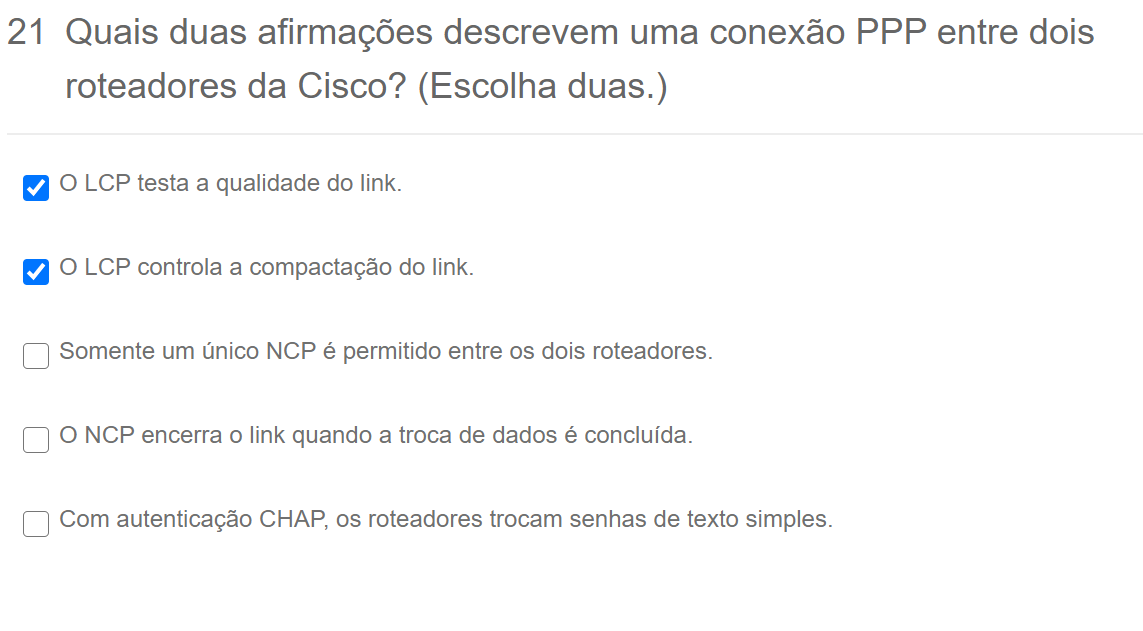 21 Quais duas afirmações descrevem uma conexão PPP entre dois
roteadores da Cisco? (Escolha duas.)
O LCP testa a qualidade do link.
O LCP controla a compactação do link.
Somente um único NCP é permitido entre os dois roteadores.
O NCP encerra o link quando a troca de dados é concluída.
Com autenticação CHAP, os roteadores trocam senhas de texto simples.